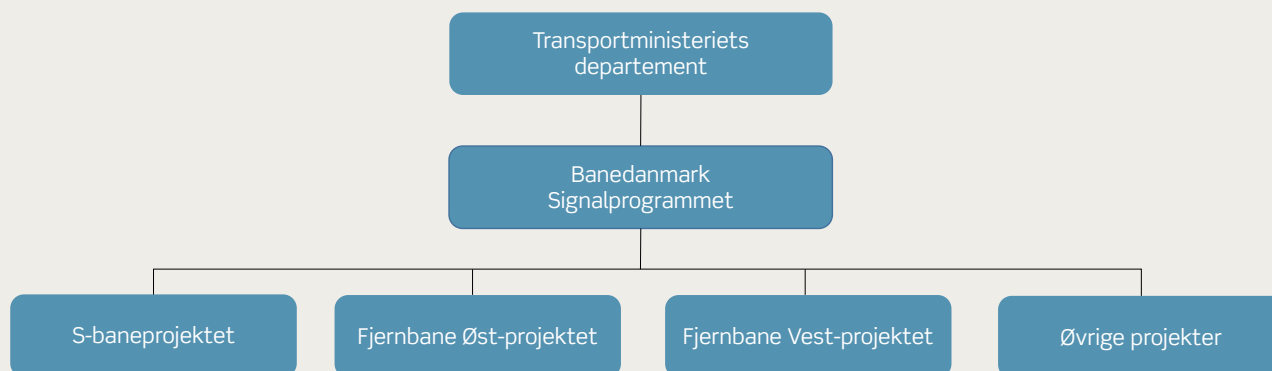 Transportministeriets
departement
Banedanmark
Signalprogrammet
S-baneprojektet
Fjernbane Øst-projektet
Fjernbane Vest-projektet
Øvrige projekter